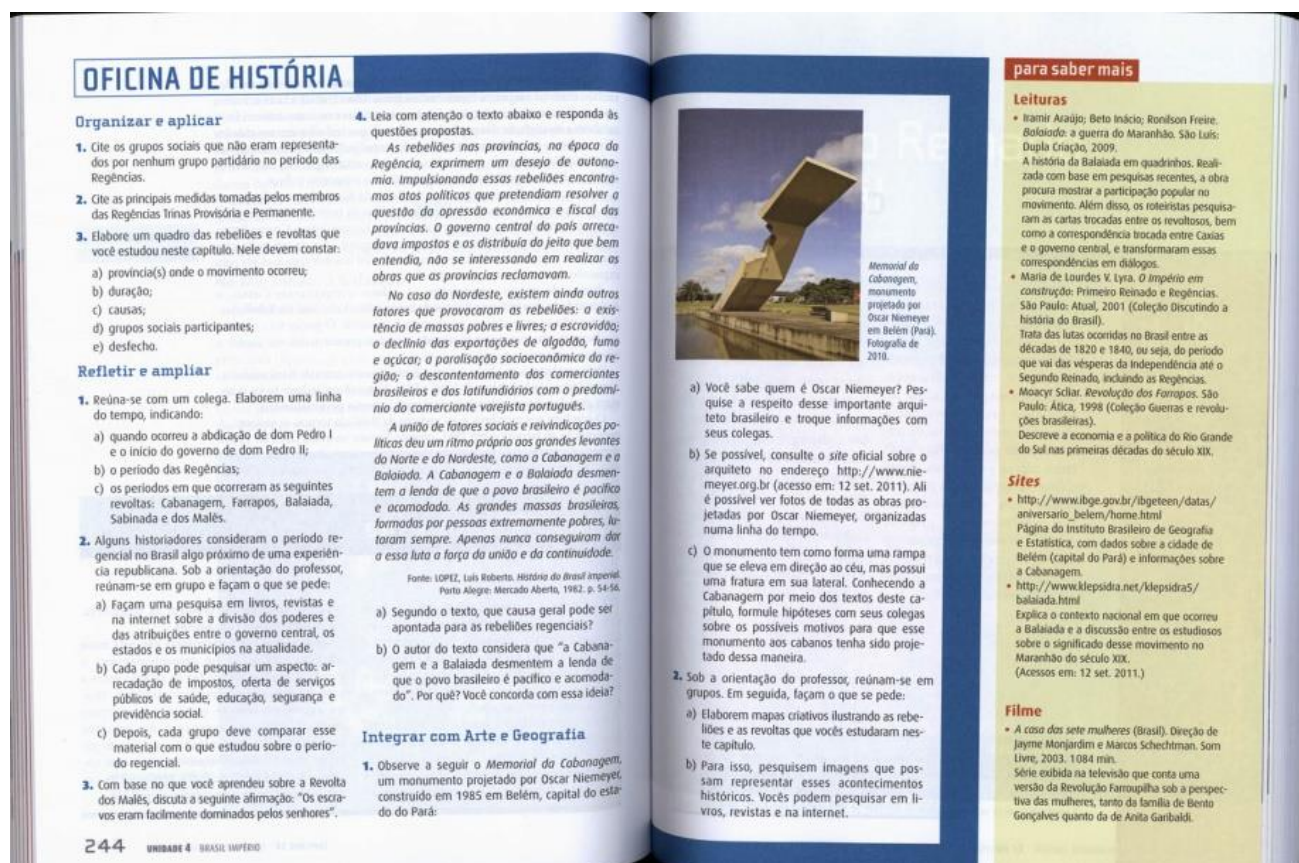 OFICINA DE HISTÓRIA
Organizar e aplicar
1. Cite os grupos sociais que não eram representa-
dos por nenhum grupo partidário no período das
Regências.
2. Cite as principais medidas tomadas pelos membros
das Regências Trinas Provisória e Permanente.
3. Elabore um quadro das rebeliões e revoltas que
você estudou neste capítulo. Nele devem constar:
a) província(s) onde o movimento ocorreu;
b) duração;
c) causas;
d) grupos sociais participantes;
e) desfecho.
Refletir e ampliar
1. Reúna-se com um colega. Elaborem uma linha
do tempo, indicando:
a) quando ocorreu a abdicação de dom Pedro I
e o início do governo de dom Pedro II;
b) o período das Regências;
c) os períodos em que ocorreram as seguintes
revoltas: Cabanagem, Farrapos, Balaiada,
Sabinada e dos Malês.
2. Alguns historiadores consideram o período re-
gencial no Brasil algo próximo de uma experiên-
cia republicana. Sob a orientação do professor,
reúnam-se em grupo e façam o que se pede:
a) Façam uma pesquisa em livros, revistas e
na internet sobre a divisão dos poderes e
das atribuições entre o governo central, os
estados e os municípios na atualidade.
b) Cada grupo pode pesquisar um aspecto: ar-
recadação de impostos, oferta de serviços
públicos de saúde, educação, segurança e
previdência social.
c) Depois, cada grupo deve comparar esse
material com o que estudou sobre o perío-
do regencial.
3. Com base no que você aprendeu sobre a Revolta
dos Malês, discuta a seguinte afirmação: "Os escra-
vos eram facilmente dominados pelos senhores".
244 UNIDADE 4 BRASIL IMPÉRIO
4. Leia com atenção o texto abaixo e responda às
questões propostas.
As rebeliões nas províncias, na época da
Regência, exprimem um desejo de autono-
mia. Impulsionando essas rebeliões encontra-
mos atos políticos que pretendiam resolver a
questão da opressão econômica e fiscal das
províncias. O governo central do país arreca-
dava impostos e os distribuía do jeito que bem
entendia, não se interessando em realizar as
obras que as províncias reclamavam.
No caso do Nordeste, existem ainda outros
fatores que provocaram as rebeliões: a exis-
tência de massas pobres e livres; a escravidão;
o declínio das exportações de algodão, fumo
e açúcar; a paralisação socioeconômica da re-
gião; o descontentamento dos comerciantes
brasileiros e dos latifundiários com o predomí-
nio do comerciante varejista português.
A união de fatores sociais e reivindicações po-
líticas deu um ritmo próprio aos grandes levantes
do Norte e do Nordeste, como a Cabanagem e a
Balaiada. A Cabanagem e a Balaiada desmen-
tem a lenda de que o povo brasileiro é pacífico
e acomodado. As grandes massas brasileiras,
formadas por pessoas extremamente pobres, lu-
taram sempre. Apenas nunca conseguiram dar
a essa luta a força da união e da continuidade.
Fonte: LOPEZ, Luís Roberto. História do Brasil imperial.
Porto Alegre: Mercado Aberto, 1982. p. 54-56.
a) Segundo o texto, que causa geral pode ser
apontada para as rebeliões regenciais?
b) O autor do texto considera que "a Cabana-
gem e a Balaiada desmentem a lenda de
que o povo brasileiro é pacífico e acomoda-
do". Por quê? Você concorda com essa ideia?
Integrar com Arte e Geografia
1. Observe a seguir o Memorial da Cabanagem,
um monumento projetado por Oscar Niemeyer,
construído em 1985 em Belém, capital do esta-
do do Pará:
Memorial da
Cabanagem,
monumento
projetado por
Oscar Niemeyer
em Belém (Pará).
Fotografia de
2010.
a) Você sabe quem é Oscar Niemeyer? Pes-
quise a respeito desse importante arqui-
teto brasileiro e troque informações com
seus colegas.
b) Se possível, consulte o site oficial sobre o
arquiteto no endereço http://www.nie-
meyer.org.br (acesso em: 12 set. 2011). Ali
é possível ver fotos de todas as obras pro-
jetadas por Oscar Niemeyer, organizadas
numa linha do tempo.
c) O monumento tem como forma uma rampa
que se eleva em direção ao céu, mas possui
uma fratura em sua lateral. Conhecendo a
Cabanagem por meio dos textos deste ca-
pítulo, formule hipóteses com seus colegas
sobre os possíveis motivos para que esse
monumento aos cabanos tenha sido proje-
tado dessa maneira.
2. Sob a orientação do professor, reúnam-se em
grupos. Em seguida, façam o que se pede:
a) Elaborem mapas criativos ilustrando as rebe-
liões e as revoltas que vocês estudaram nes-
te capítulo.
b) Para isso, pesquisem imagens que pos-
sam representar esses acontecimentos
históricos. Vocês podem pesquisar em li-
vros, revistas e na internet.
para saber mais
Leituras
• Iramir Araújo; Beto Inácio; Ronilson Freire.
Balaiada: a guerra do Maranhão. São Luís:
Dupla Criação, 2009.
A história da Balaiada em quadrinhos. Reali-
zada com base em pesquisas recentes, a obra
procura mostrar a participação popular no
movimento. Além disso, os roteiristas pesquisa-
ram as cartas trocadas entre os revoltosos, bem
como a correspondência trocada entre Caxias
e o governo central, e transformaram essas
correspondências em diálogos.
• Maria de Lourdes V. Lyra. O Império em
construção: Primeiro Reinado e Regências.
São Paulo: Atual, 2001 (Coleção Discutindo a
história do Brasil).
Trata das lutas ocorridas no Brasil entre as
décadas de 1820 e 1840, ou seja, do período
que vai das vésperas da Independência até o
Segundo Reinado, incluindo as Regências.
• Moacyr Scliar. Revolução dos Farrapos. São
Paulo: Ática, 1998 (Coleção Guerras e revolu-
ções brasileiras).
Descreve a economia e a política do Rio Grande
do Sul nas primeiras décadas do século XIX.
Sites
• http://www.ibge.gov.br/ibgeteen/datas/
aniversario_belem/home.html
Página do Instituto Brasileiro de Geografia
e Estatística, com dados sobre a cidade de
Belém (capital do Pará) e informações sobre
a Cabanagem.
• http://www.klepsidra.net/klepsidra5/
balaiada.html
Explica o contexto nacional em que ocorreu
a Balaiada e a discussão entre os estudiosos
sobre o significado desse movimento no
Maranhão do século XIX.
(Acessos em: 12 set. 2011.)
Filme
• A casa das sete mulheres (Brasil). Direção de
Jayme Monjardim e Marcos Schechtman. Som
Livre, 2003. 1084 min.
Série exibida na televisão que conta uma
versão da Revolução Farroupilha sob a perspec-
tiva das mulheres, tanto da família de Bento
Gonçalves quanto da de Anita Garibaldi.